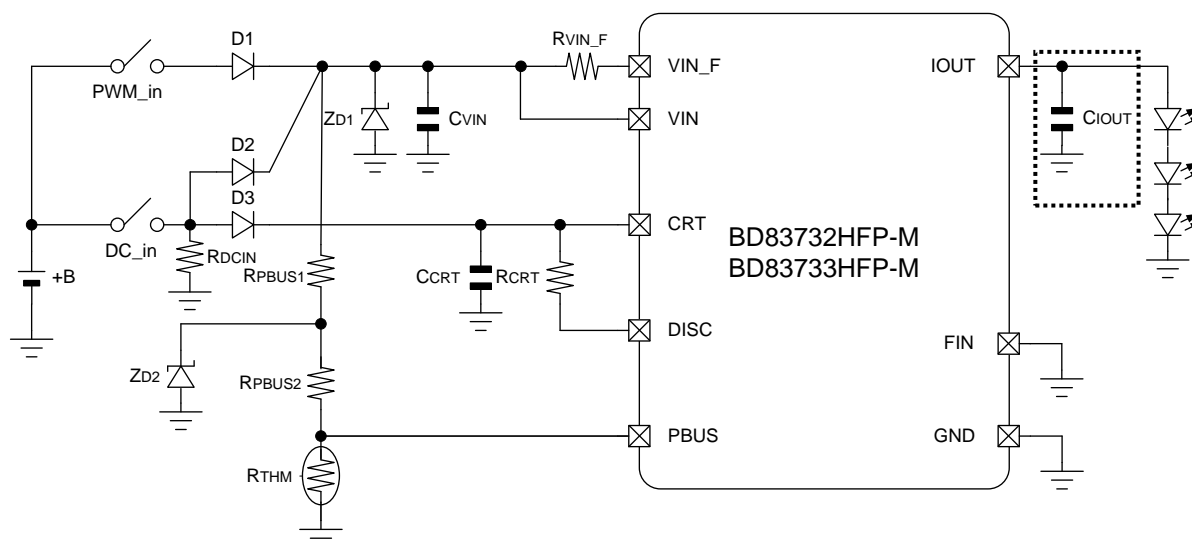 D1
RVIN_F
VIN_F
IOUT
PWM_in
ZD1
CVIN
VIN
CIOUT
D2
D3
CRT
BD83732HFP-M
BD83733HFP-M
DC_in
RDCIN
+B
RPBUS1
CCRT
RCRT
DISC
FIN
ZD2
RPBUS2
PBUS
GND
RTHM